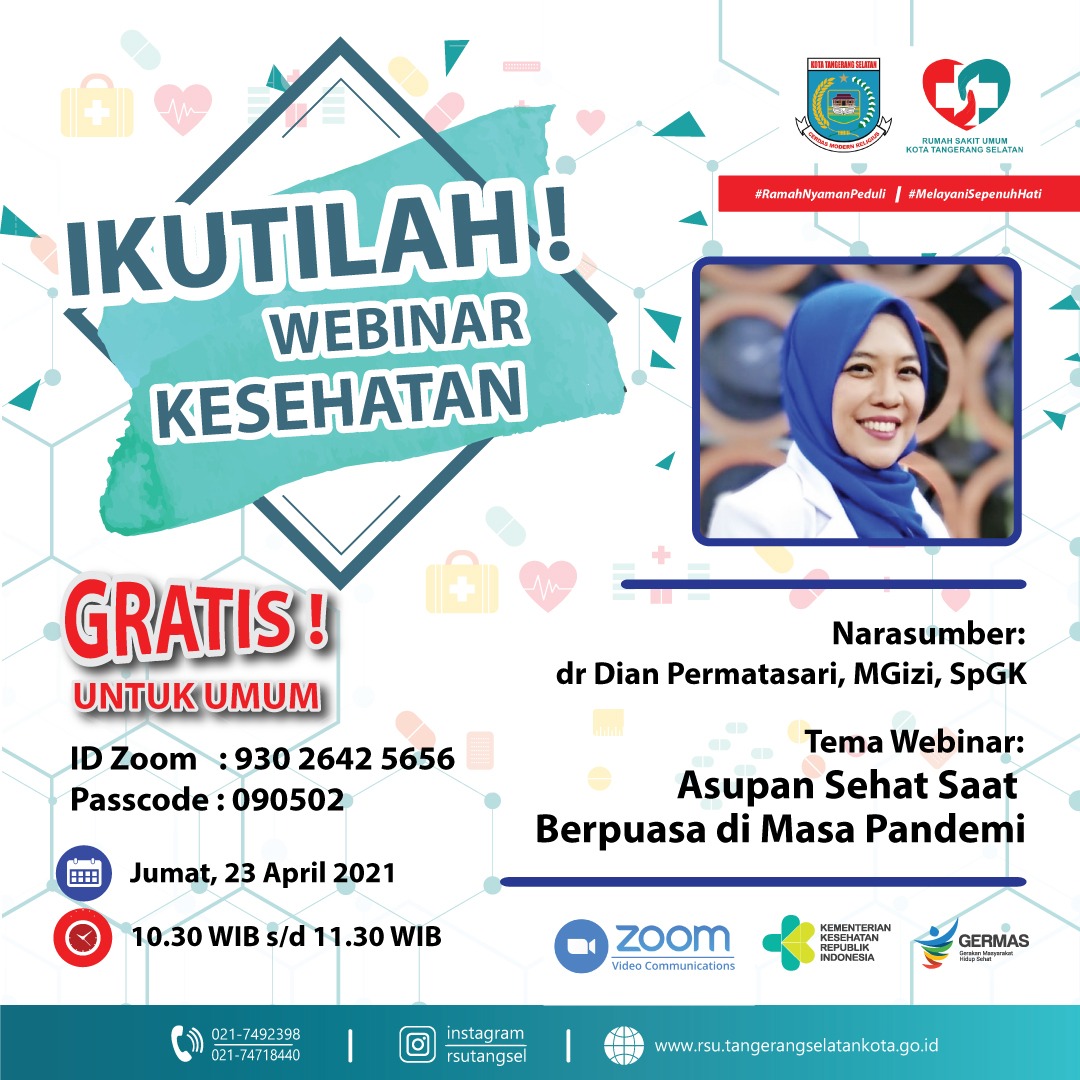 KOTA TANGERANG SELATAN
CERDAS MODERN RELIGIUS
RUMAH SAKIT UMUM
KOTA TANGERANG SELATAN
#RamahNyamanPeduli | #MelayaniSepenuhHati
IKUTILAH !
WEBINAR
KESEHATAN
GRATIS !
UNTUK UMUM
ID Zoom : 930 2642 5656
Passcode : 090502
Jumat, 23 April 2021
10.30 WIB s/d 11.30 WIB
Narasumber:
dr Dian Permatasari, MGizi, SpGK
Tema Webinar:
Asupan Sehat Saat
Berpuasa di Masa Pandemi
zoom
Video Communications
KEMENTERIAN
KESEHATAN
REPUBLIK
INDONESIA
GERMAS
Gerakan Masyarakat
Hidup Sehat
021-7492398
021-74718440
instagram
rsutangsel
www.rsu.tangerangselatankota.go.id